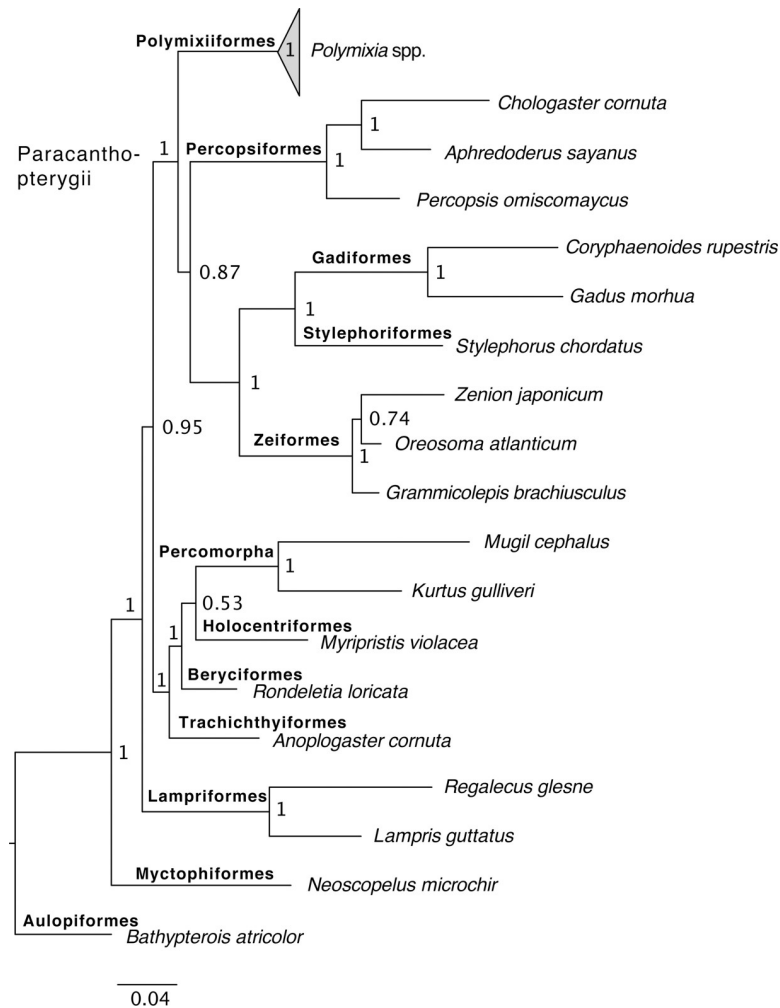 Polymixiiformes
1
Polymixia spp.
Chologaster cornuta
1
Paracantho-
pterygii
1
Percopsiformes
1
Aphredoderus sayanus
Percopsis omiscomaycus
Coryphaenoides rupestris
Gadiformes
0.87
1
Gadus morhua
1
Stylephoriformes
Stylephorus chordatus
1
Zenion japonicum
0.74
0.95
Zeiformes
Oreosoma atlanticum
1
Grammicolepis brachiusculus
Mugil cephalus
Percomorpha
1
Kurtus gulliveri
1
0.53
Holocentriformes
1
Myripristis violacea
Beryciformes
1
Rondeletia loricata
Trachichthyiformes
Anoplogaster cornuta
1
Regalecus glesne
Lampriformes
1
Lampris guttatus
Myctophiformes
Neoscopelus microchir
Aulopiformes
Bathypterois atricolor
0.04